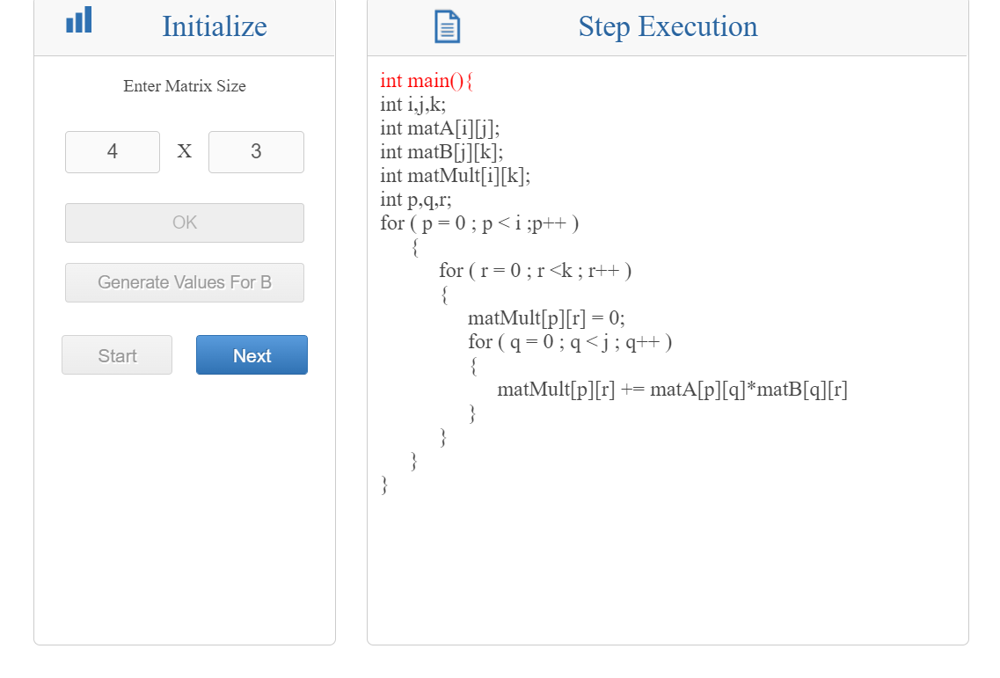 Initialize
Enter Matrix Size
4 X 3
OK
Generate Values For B
Start Next
Step Execution
int main(){
int i,j,k;
int matA[i][j];
int matB[j][k];
int matMult[i][k];
int p,q,r;
for ( p = 0 ; p < i ;p++ )
{
for ( r = 0 ; r <k ; r++ )
{
matMult[p][r] = 0;
for ( q = 0 ; q < j ; q++ )
{
matMult[p][r] += matA[p][q]*matB[q][r]
}
}
}
}